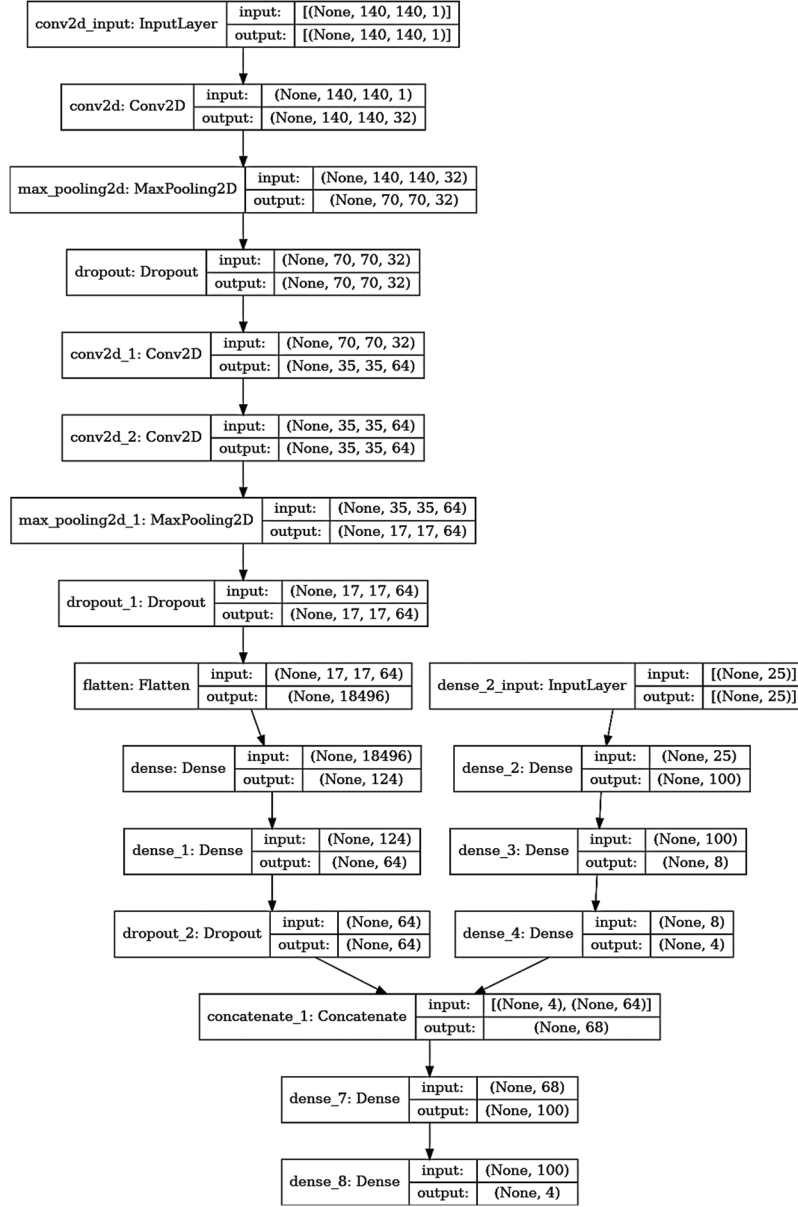 conv2d_input: InputLayer
input: [(None, 140, 140, 1)]
output: [(None, 140, 140, 1)]
conv2d: Conv2D
input: (None, 140, 140, 1)
output: (None, 140, 140, 32)
max_pooling2d: MaxPooling2D
input: (None, 140, 140, 32)
output: (None, 70, 70, 32)
dropout: Dropout
input: (None, 70, 70, 32)
output: (None, 70, 70, 32)
conv2d_1: Conv2D
input: (None, 70, 70, 32)
output: (None, 35, 35, 64)
conv2d_2: Conv2D
input: (None, 35, 35, 64)
output: (None, 35, 35, 64)
max_pooling2d_1: MaxPooling2D
input: (None, 35, 35, 64)
output: (None, 17, 17, 64)
dropout_1: Dropout
input: (None, 17, 17, 64)
output: (None, 17, 17, 64)
flatten: Flatten
input: (None, 17, 17, 64)
output: (None, 18496)
dense_2_input: InputLayer
input: [(None, 25)]
output: [(None, 25)]
dense: Dense
input: (None, 18496)
output: (None, 124)
dense_2: Dense
input: (None, 25)
output: (None, 100)
dense_1: Dense
input: (None, 124)
output: (None, 64)
dense_3: Dense
input: (None, 100)
output: (None, 8)
dropout_2: Dropout
input: (None, 64)
output: (None, 64)
dense_4: Dense
input: (None, 8)
output: (None, 4)
concatenate_1: Concatenate
input: [(None, 4), (None, 64)]
output: (None, 68)
dense_7: Dense
input: (None, 68)
output: (None, 100)
dense_8: Dense
input: (None, 100)
output: (None, 4)